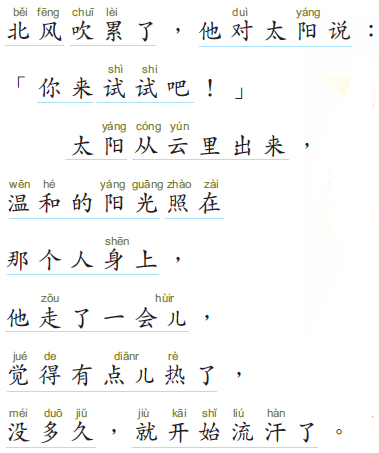 běi fēng chuī lèi duì yáng
北风吹累了，他对太阳说：
shì shi
「你来试试吧！」
yáng cóng yún
太阳从云里出来，
wēn hé yáng guāng zhào zài
温和的阳光照在
shēn
那个人身上，
zǒu hùir
他走了一会儿，
jué de diǎnr rè
觉得有点儿热了，
méi duō jiǔ jiù kāi shǐ liú hàn
没多久，就开始流汗了。